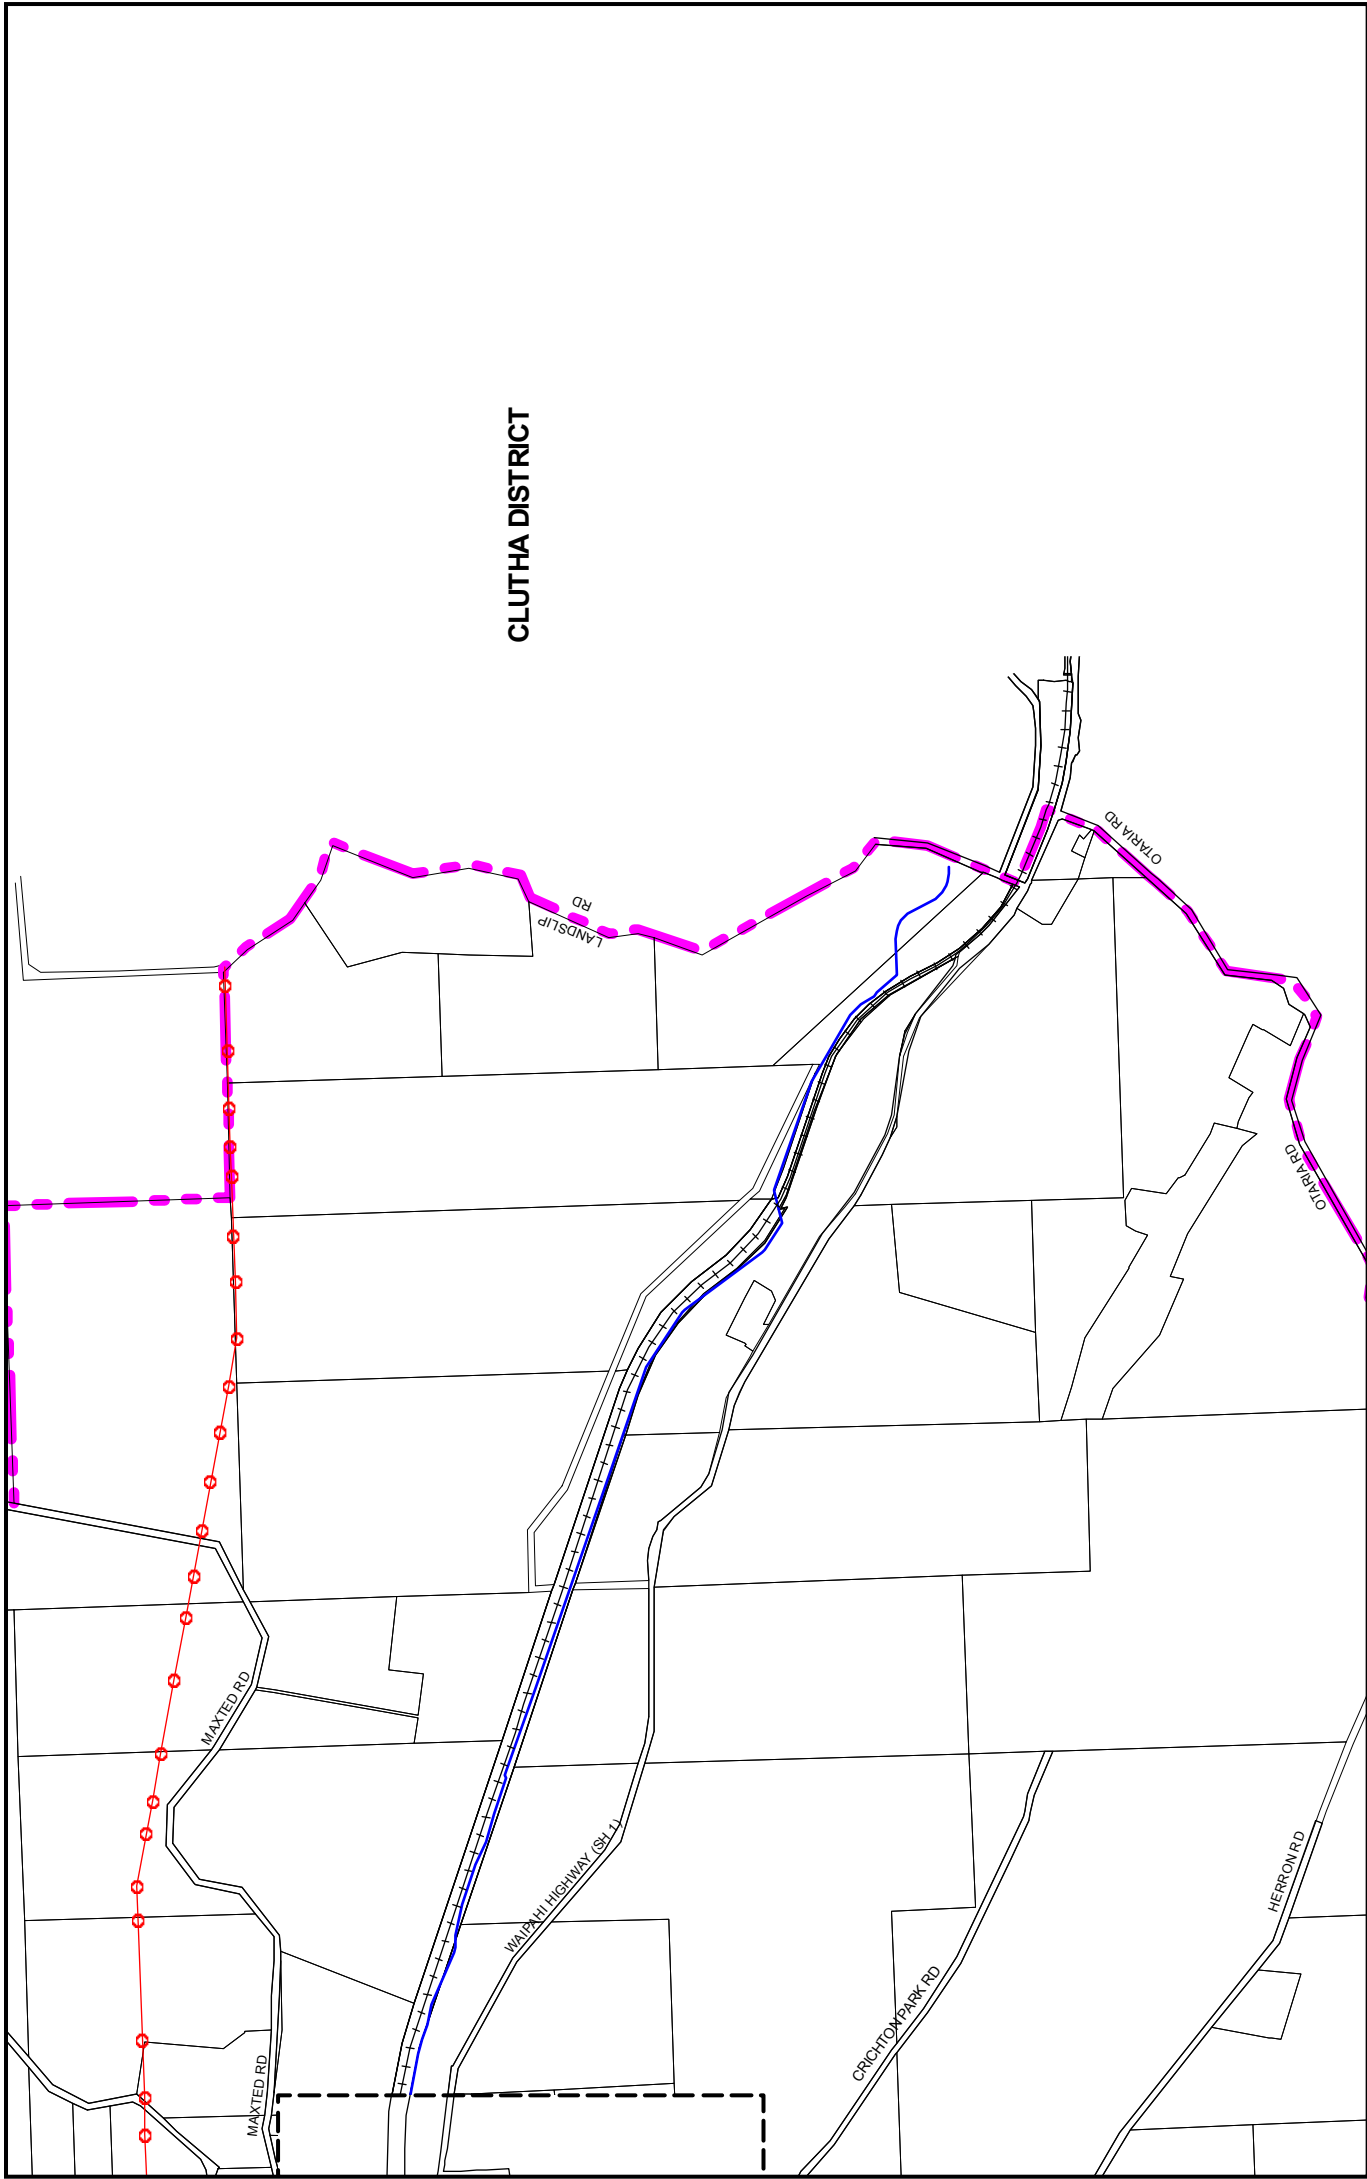 CLUTHA DISTRICT
OTARIA RD
LANDSLIP
RD
OTARIA RD
MAXTED RD
WAIPAHI HIGHWAY (SH 1)
HERRON RD
CRICHTON PARK RD
MAXTED RD